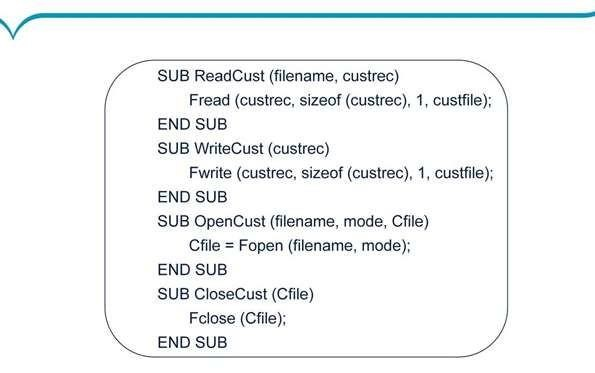 SUB ReadCust (filename, custrec)
Fread (custrec, sizeof (custrec), 1, custfile);
END SUB
SUB WriteCust (custrec)
Fwrite (custrec, sizeof (custrec), 1, custfile);
END SUB
SUB OpenCust (filename, mode, Cfile)
Cfile = Fopen (filename, mode);
END SUB
SUB CloseCust (Cfile)
Fclose (Cfile);
END SUB